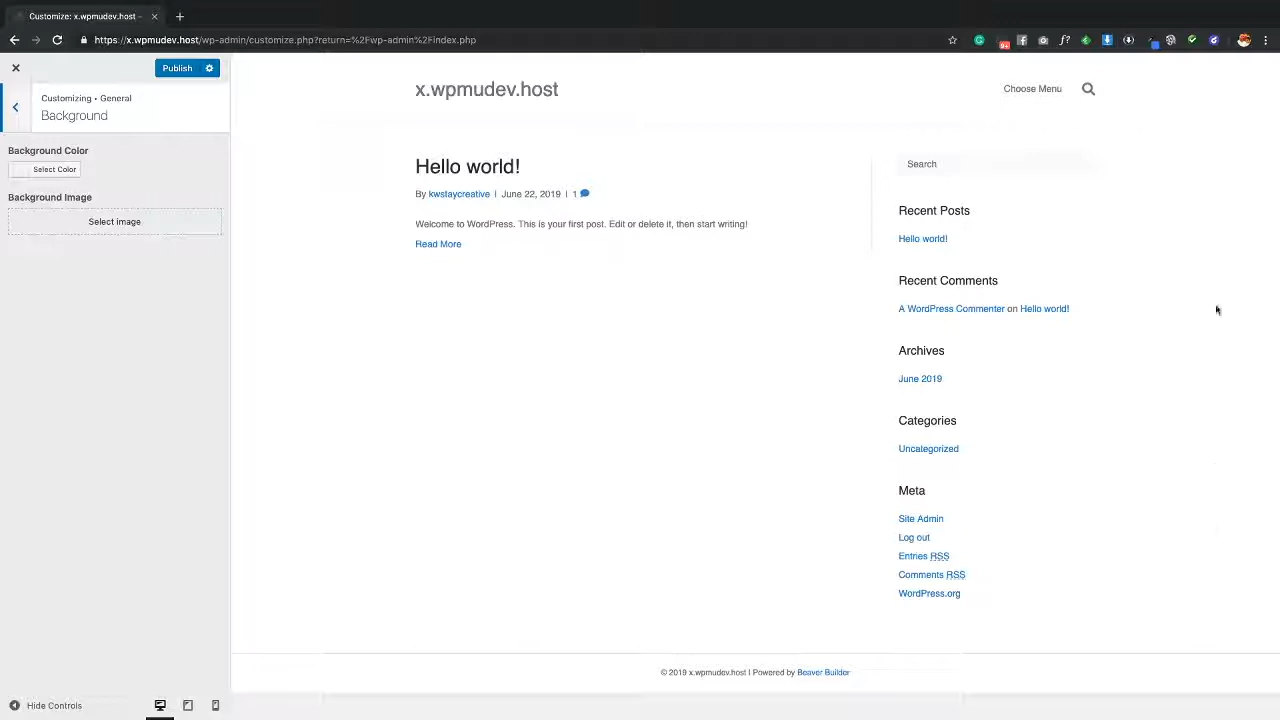 Customize: x.wpmudev.host -
https://x.wpmudev.host/wp-admin/customize.php?return=%2Fwp-admin%2Findex.php
Publish
Customizing • General
Background
Background Color
Select Color
Background Image
Select image
Hide Controls
x.wpmudev.host
Choose Menu
Hello world!
By kwstaycreative | June 22, 2019 | 1
Welcome to WordPress. This is your first post. Edit or delete it, then start writing!
Read More
Search
Recent Posts
Hello world!
Recent Comments
A WordPress Commenter on Hello world!
Archives
June 2019
Categories
Uncategorized
Meta
Site Admin
Log out
Entries RSS
Comments RSS
WordPress.org
© 2019 x.wpmudev.host | Powered by Beaver Builder